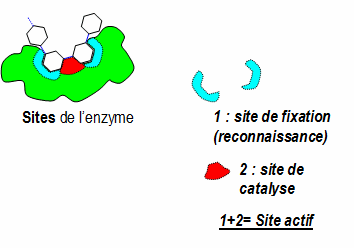 Sites de l'enzyme
1 : site de fixation
(reconnaissance)
2 : site de
catalyse
1+2= Site actif